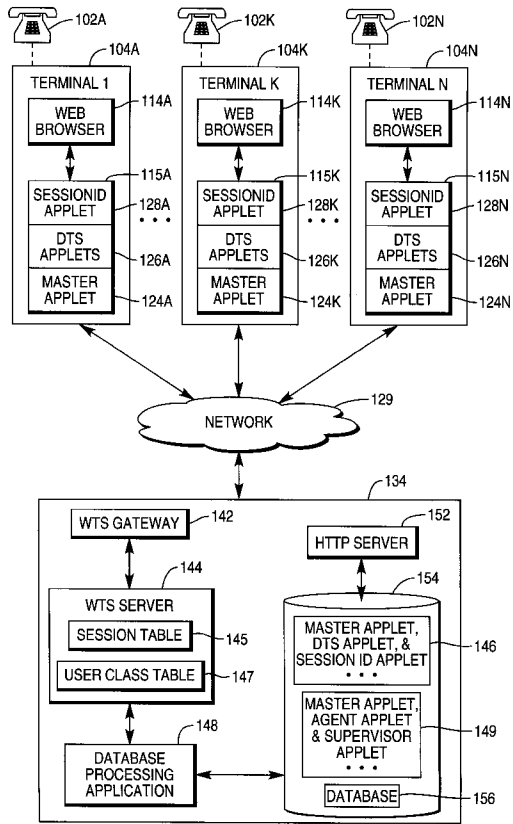 102A
102K
102N
104A
104K
104N
TERMINAL 1
TERMINAL K
TERMINAL N
114A
114K
114N
WEB
BROWSER
WEB
BROWSER
WEB
BROWSER
115A
115K
115N
SESSIONID
APPLET
SESSIONID
APPLET
SESSIONID
APPLET
128A
128K
128N
DTS
APPLETS
DTS
APPLETS
DTS
APPLETS
126A
126K
126N
MASTER
APPLET
MASTER
APPLET
MASTER
APPLET
124A
124K
124N
NETWORK
129
134
WTS GATEWAY
142
HTTP SERVER
152
144
WTS SERVER
SESSION TABLE
145
USER CLASS TABLE
147
154
MASTER APPLET,
DTS APPLET, &
SESSION ID APPLET
146
MASTER APPLET,
AGENT APPLET
& SUPERVISOR
APPLET
149
148
DATABASE
PROCESSING
APPLICATION
DATABASE
156